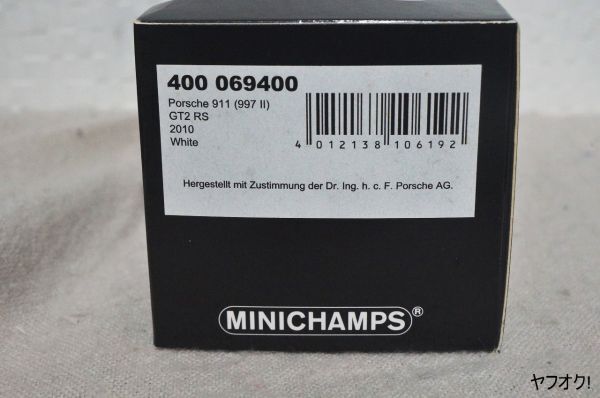 400 069400
Porsche 911 (997 II)
GT2 RS
2010
White
4 012138 106192
Hergestellt mit Zustimmung der Dr. Ing. h. c. F. Porsche AG.
MINICHAMPS®
ヤフオク!